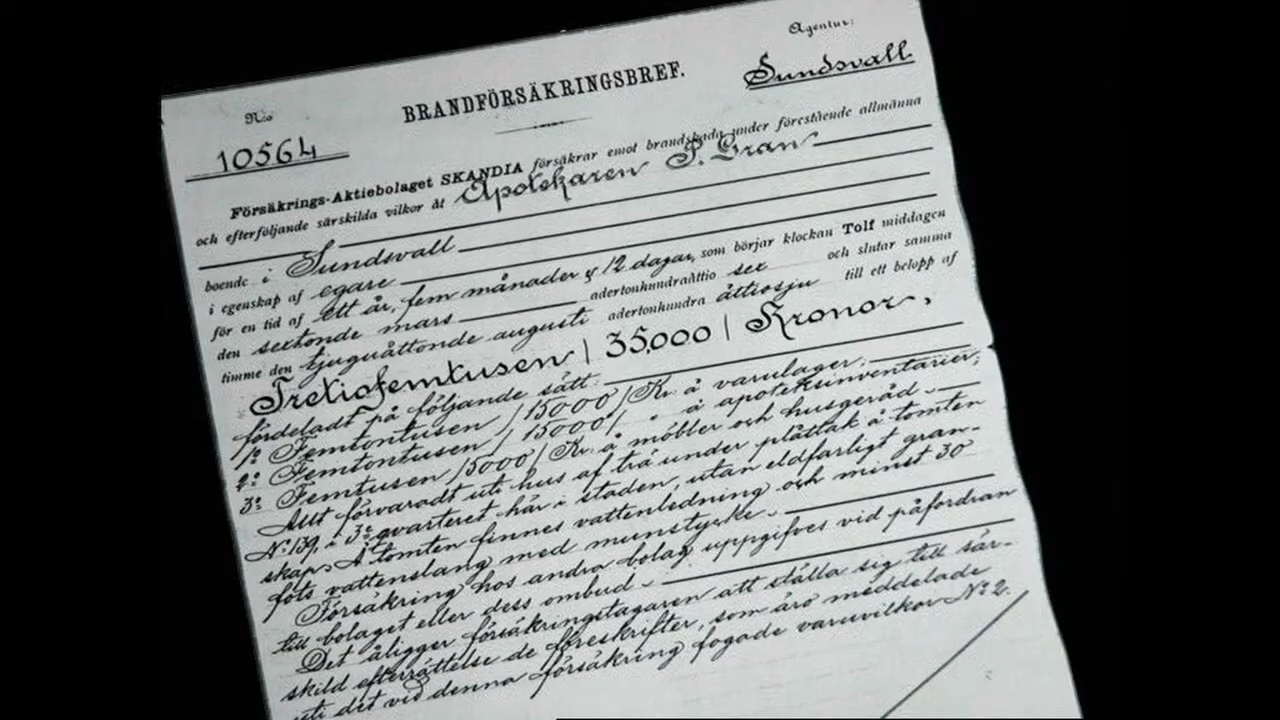 Agentur:
Sundsvall
BRANDFÖRSÄKRINGSBREF.
N:o
10564
Försäkrings-Aktiebolaget SKANDIA försäkrar emot brandskada under förestående allmänna
och efterföljande särskilda vilkor åt Apotekaren P. Gran
boende i Sundsvall
i egenskap af egare
för en tid af ett år, fem månader & 12 dagar, som börjar klockan Tolf middagen
den sextonde mars adertonhundraåttio sex och slutar samma
timme den tjuguåttonde augusti adertonhundra åttiosju till ett belopp af
Tretiofemtusen / 35,000 / Kronor,
fördeladt på följande sätt:
1:o Femtontusen /15000/ Kr. å varulager,
2:o Femtontusen /15000/ " å apoteksinventarier,
3:o Femtusen /5000/ Kr. å möbler och husgeråd
Allt förvaradt uti hus af trä under plåttak å tomten
No 139, i 3:e qvarteret här i staden, utan eldfarligt gran-
skap. Å tomten finnes vattenledning och minst 30
fots vattenslang med munstycke.
Försäkring hos andra bolag uppgifves vid påfordran
till bolaget eller dess ombud.
Det åligger försäkringstagaren att ställa sig till sär-
skild efterrättelse de föreskrifter, som äro meddelade
uti det vid denna försäkring fogade varuvilkor No 2.